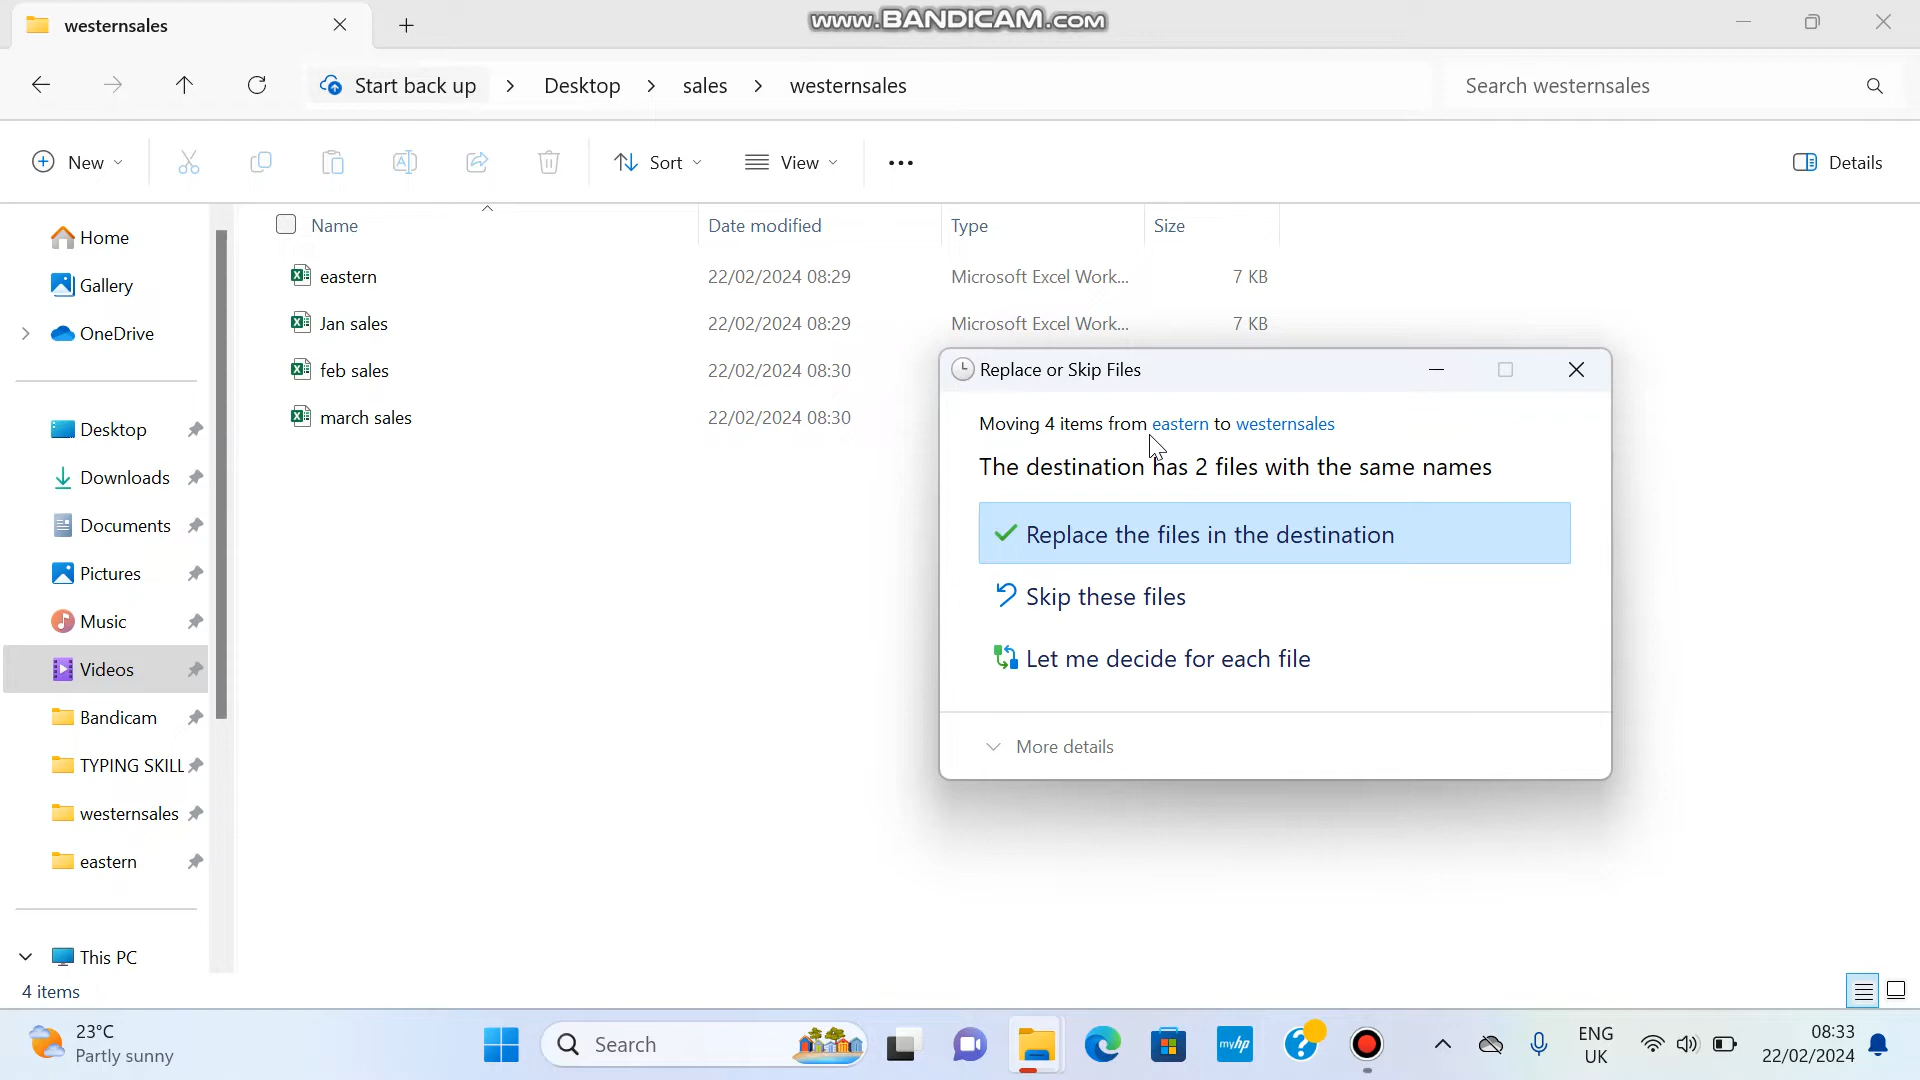 westernsales
www.BANDICAM.COM
Start back up > Desktop > sales > westernsales
Search westernsales
New
Sort
View
Details
Name Date modified Type Size
eastern 22/02/2024 08:29 Microsoft Excel Work... 7 KB
Jan sales 22/02/2024 08:29 Microsoft Excel Work... 7 KB
feb sales 22/02/2024 08:30
march sales 22/02/2024 08:30
Home
Gallery
OneDrive
Desktop
Downloads
Documents
Pictures
Music
Videos
Bandicam
TYPING SKILL
westernsales
eastern
This PC
4 items
Replace or Skip Files
Moving 4 items from eastern to westernsales
The destination has 2 files with the same names
Replace the files in the destination
Skip these files
Let me decide for each file
More details
23°C
Partly sunny
Search
myhp
ENG
UK
08:33
22/02/2024